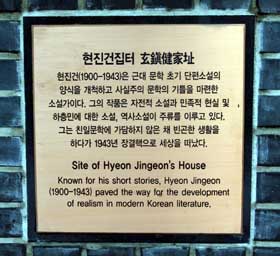 현진건집터 玄鎭健家址
현진건(1900-1943)은 근대 문학 초기 단편소설의
양식을 개척하고 사실주의 문학의 기틀을 마련한
소설가이다. 그의 작품은 자전적 소설과 민족적 현실 및
하층민에 대한 소설, 역사소설이 주류를 이루고 있다.
그는 친일문학에 가담하지 않은 채 빈곤한 생활을
하다가 1943년 장결핵으로 세상을 떠났다.
Site of Hyeon Jingeon's House
Known for his short stories, Hyeon Jingeon
(1900-1943) paved the way for the development
of realism in modern Korean literature.